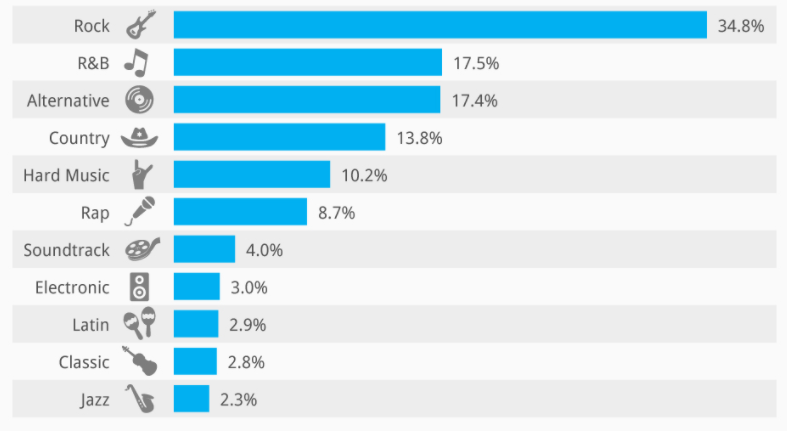 Rock 34.8%
R&B 17.5%
Alternative 17.4%
Country 13.8%
Hard Music 10.2%
Rap 8.7%
Soundtrack 4.0%
Electronic 3.0%
Latin 2.9%
Classic 2.8%
Jazz 2.3%